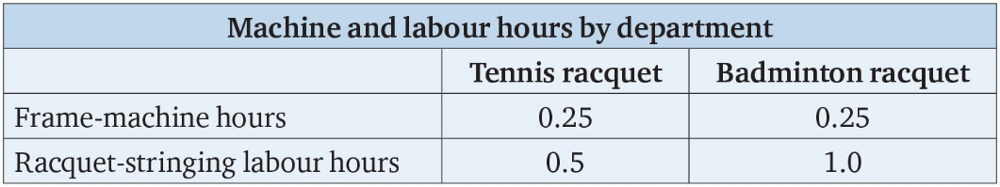 Machine and labour hours by department
Tennis racquet Badminton racquet
Frame-machine hours 0.25 0.25
Racquet-stringing labour hours 0.5 1.0